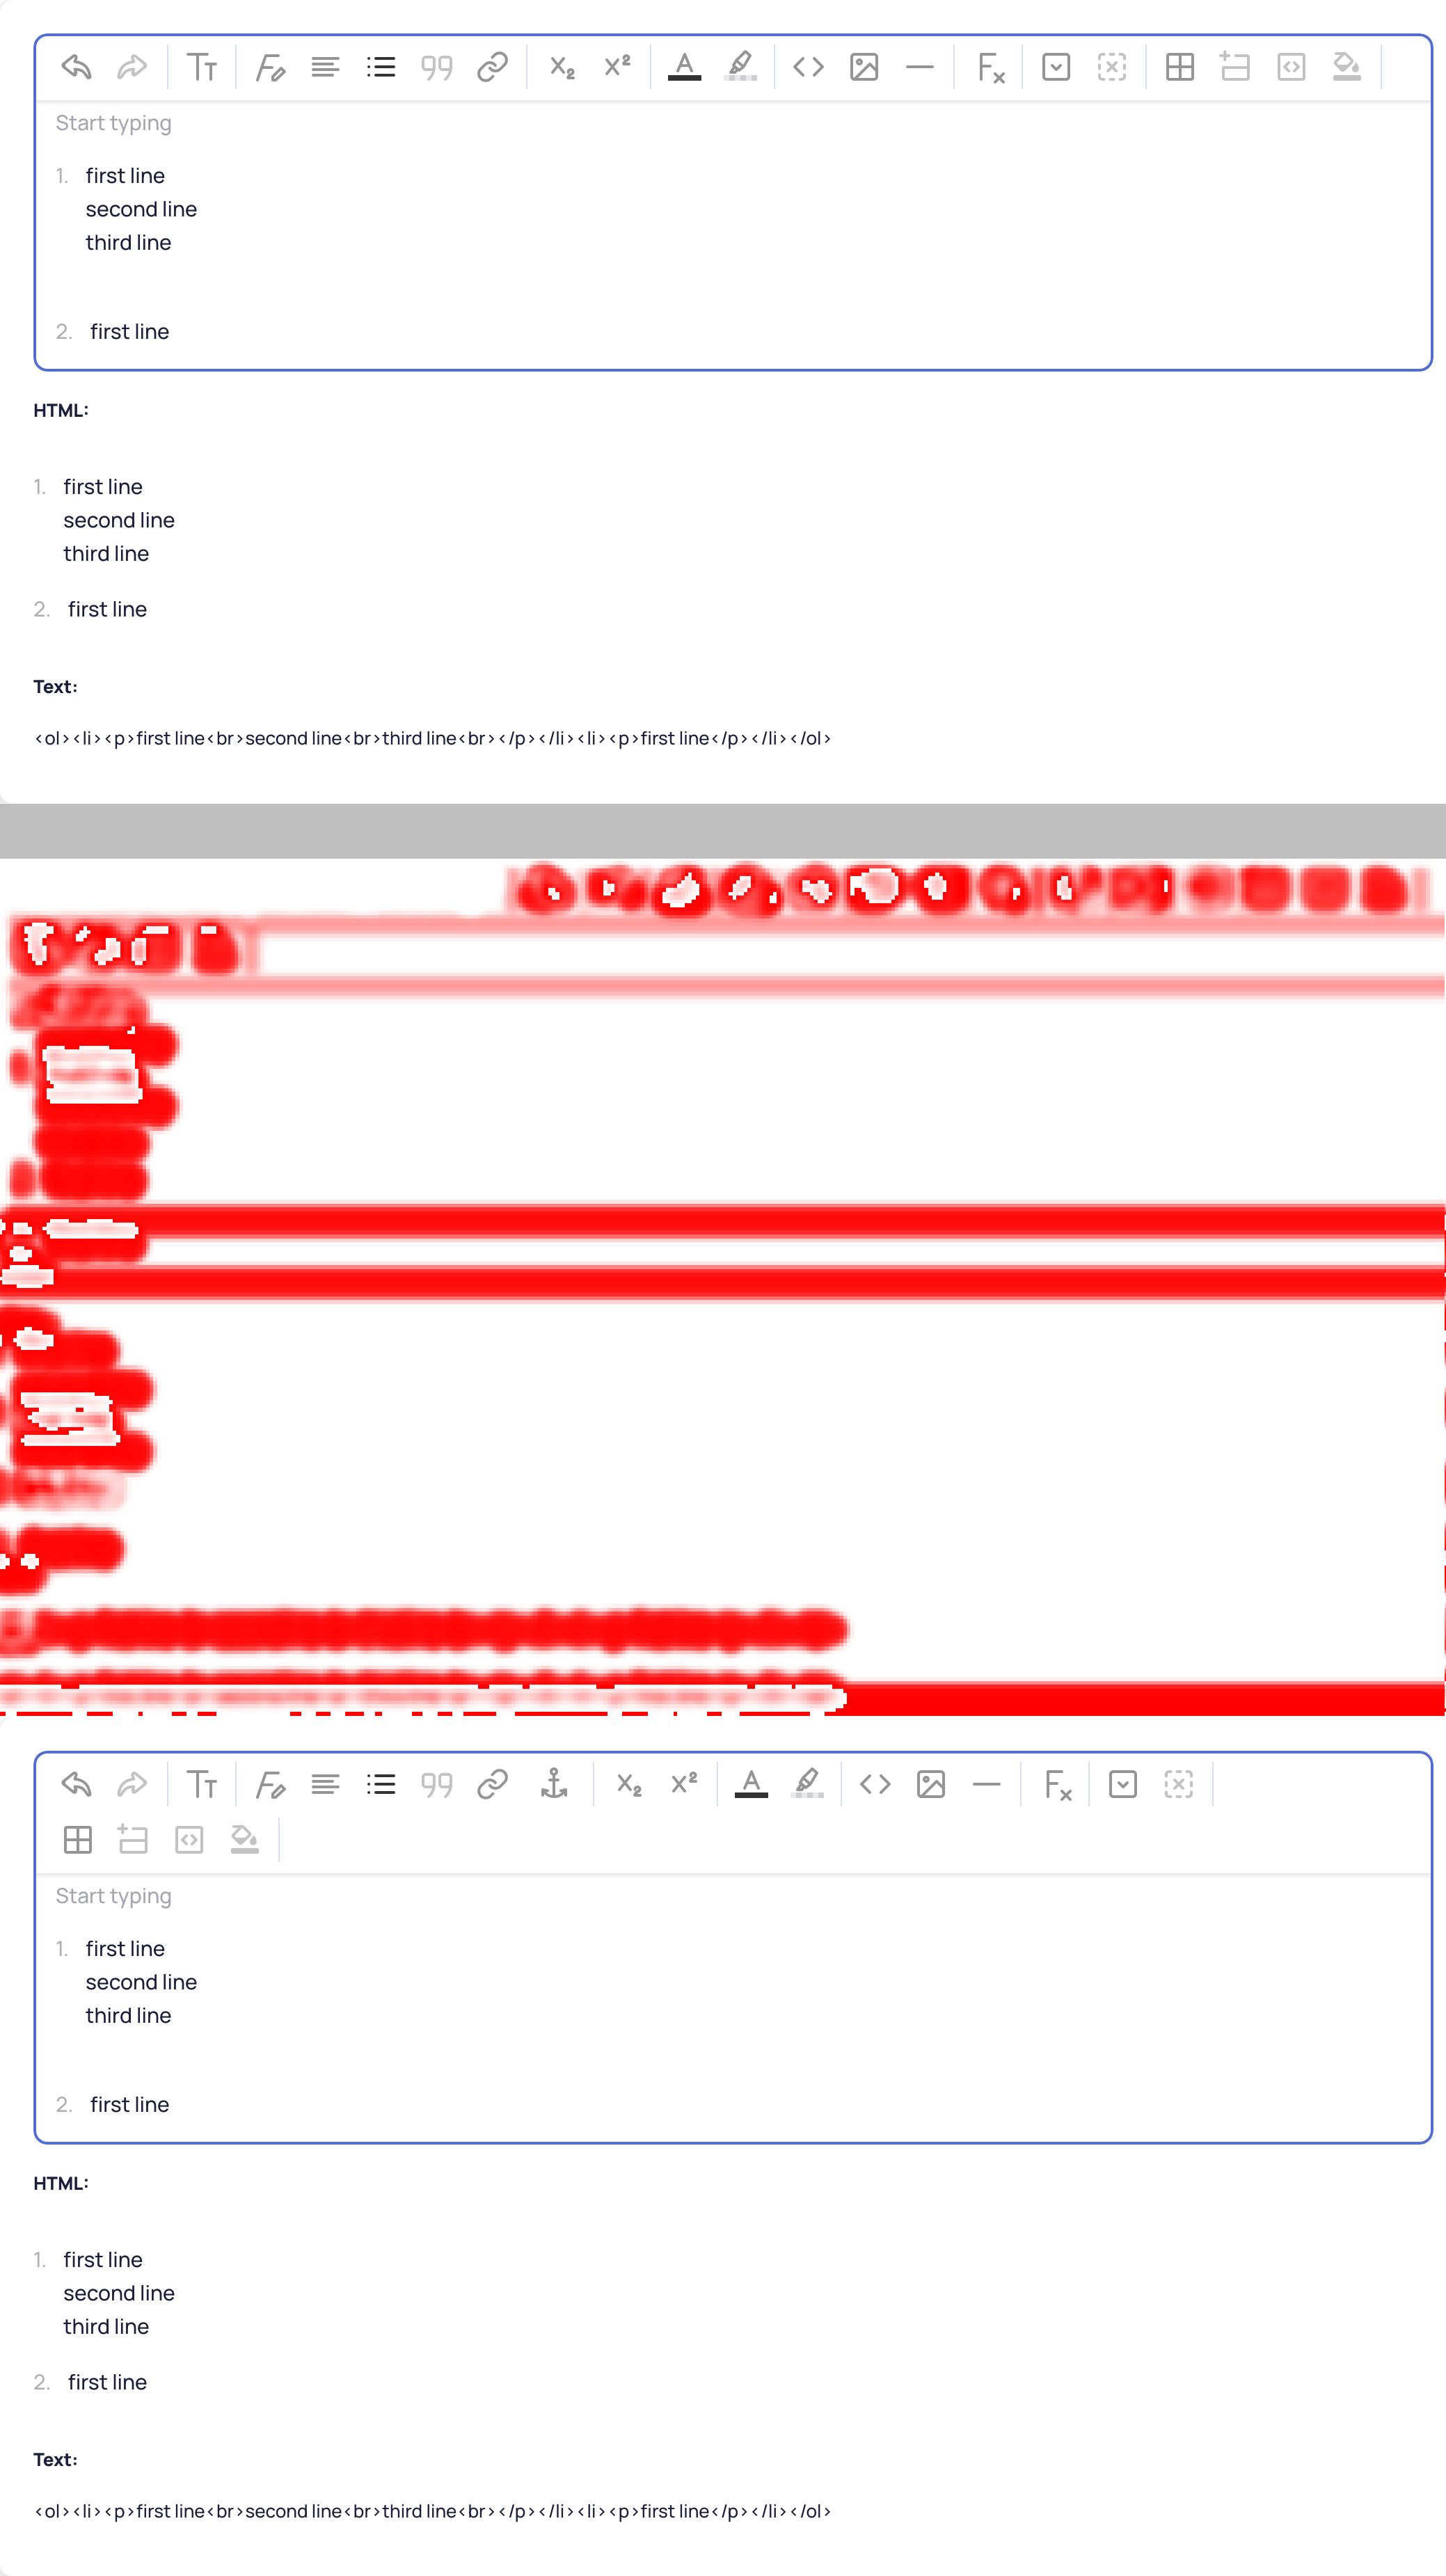 Start typing
1. first line
second line
third line
2. first line
HTML:
1. first line
second line
third line
2. first line
Text:
<ol><li><p>first line<br>second line<br>third line<br></p></li><li><p>first line</p></li></ol>
Start typing
1. first line
second line
third line
2. first line
HTML:
1. first line
second line
third line
2. first line
Text:
<ol><li><p>first line<br>second line<br>third line<br></p></li><li><p>first line</p></li></ol>